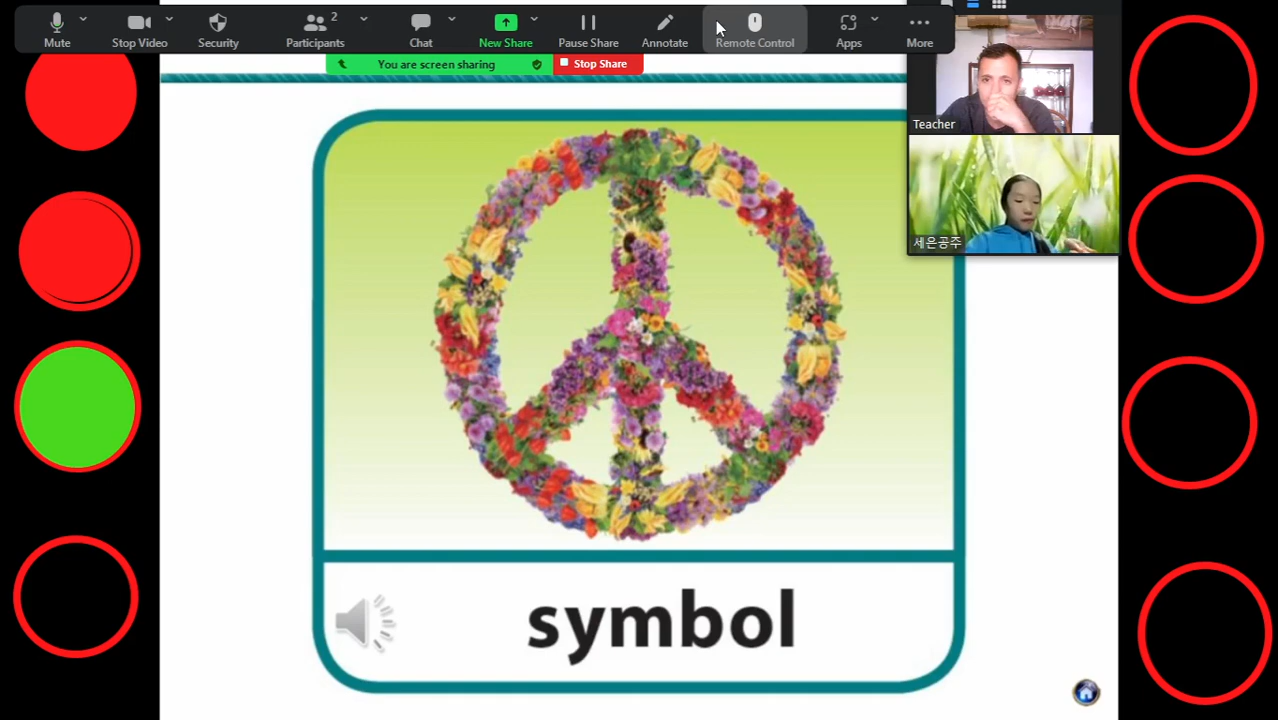 Mute
Stop Video
Security
Participants
2
Chat
New Share
Pause Share
Annotate
Remote Control
Apps
More
You are screen sharing
Stop Share
Teacher
세은공주
symbol